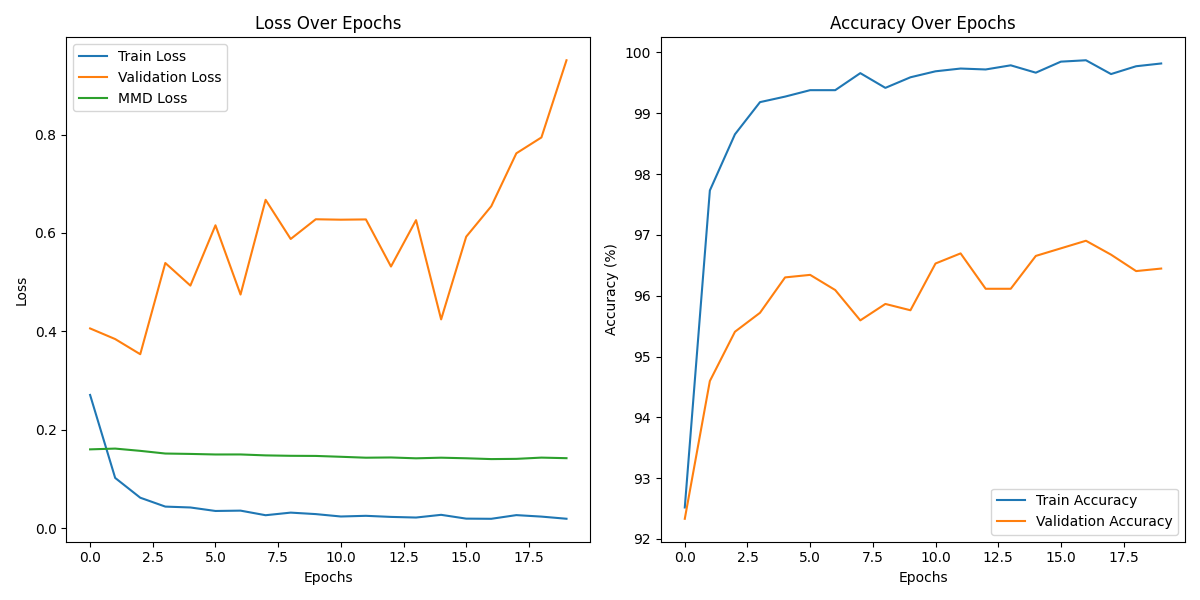 Loss Over Epochs
Train Loss
Validation Loss
MMD Loss
Loss
0.8
0.6
0.4
0.2
0.0
0.0 2.5 5.0 7.5 10.0 12.5 15.0 17.5
Epochs
Accuracy Over Epochs
Accuracy (%)
100
99
98
97
96
95
94
93
92
Train Accuracy
Validation Accuracy
0.0 2.5 5.0 7.5 10.0 12.5 15.0 17.5
Epochs